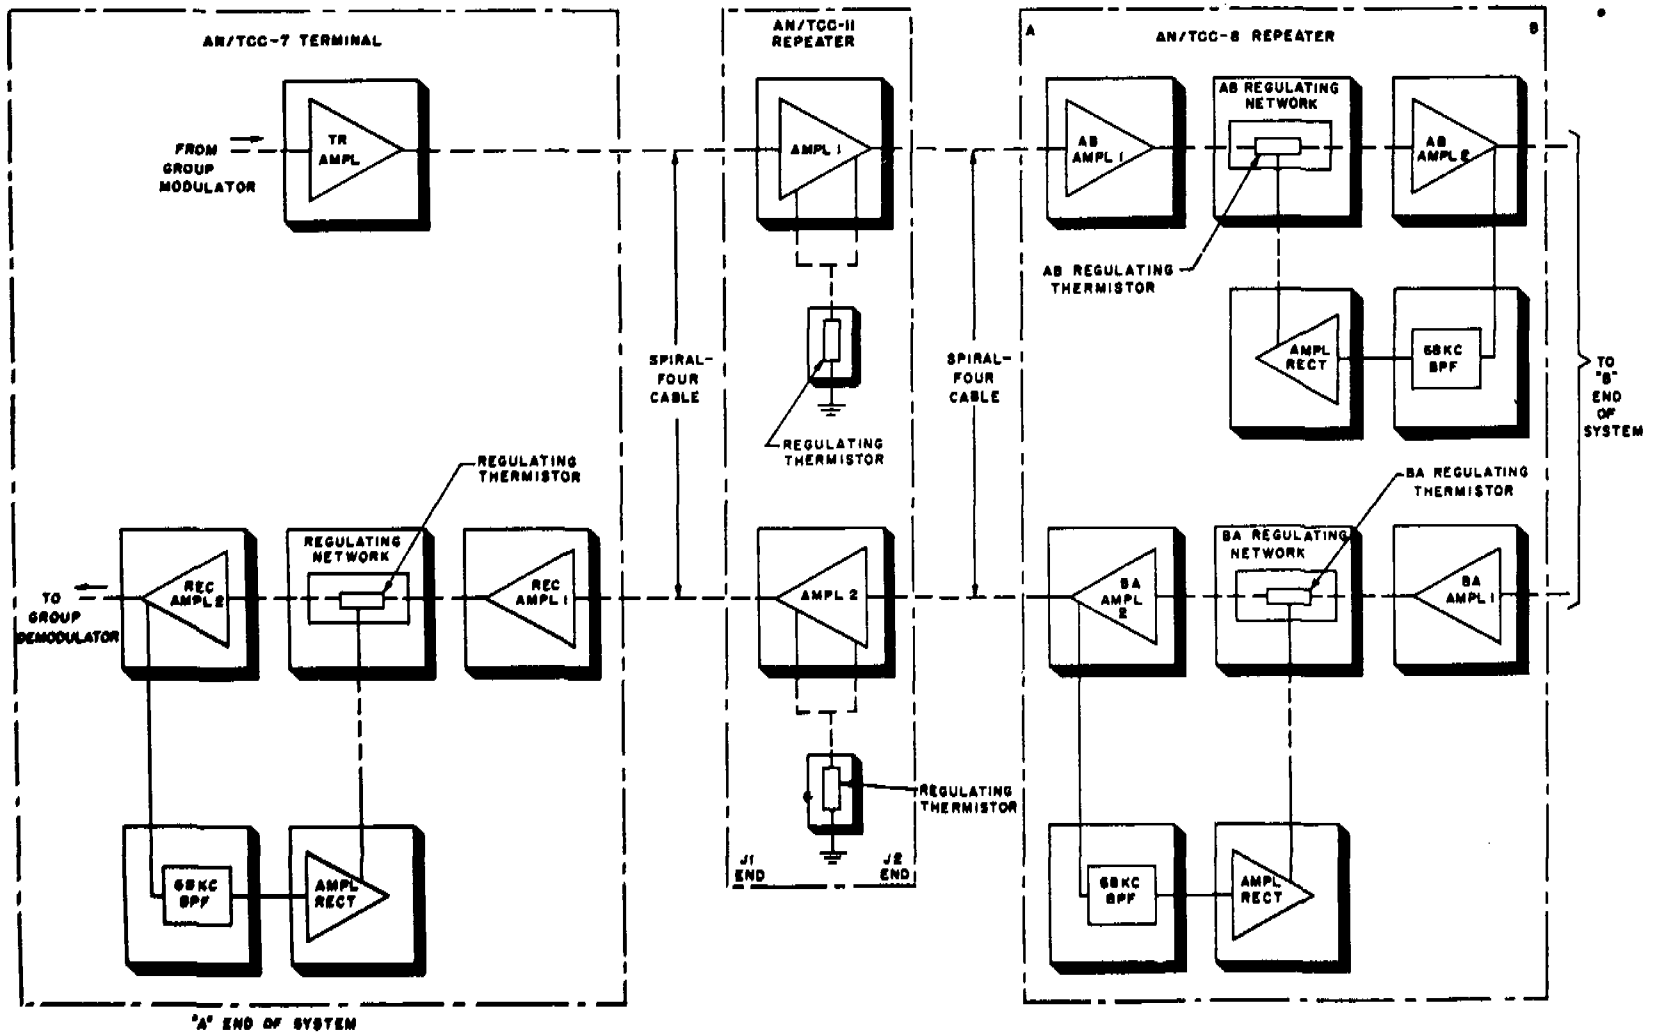 AN/TCC-7 TERMINAL
TR
AMPL
FROM
GROUP
MODULATOR
REGULATING
THERMISTOR
REC
AMPL 2
REGULATING
NETWORK
REC
AMPL 1
TO
GROUP
DEMODULATOR
68KC
BPF
AMPL
RECT
"A" END OF SYSTEM
SPIRAL-
FOUR
CABLE
AN/TCC-11
REPEATER
AMPL 1
REGULATING
THERMISTOR
AMPL 2
REGULATING
THERMISTOR
J1
END
J2
END
SPIRAL-
FOUR
CABLE
A
AN/TCC-8 REPEATER
B
AB
AMPL 1
AB REGULATING
NETWORK
AB
AMPL 2
AB REGULATING
THERMISTOR
AMPL
RECT
68KC
BPF
TO
"B"
END
OF
SYSTEM
BA REGULATING
THERMISTOR
BA
AMPL
2
BA REGULATING
NETWORK
BA
AMPL 1
68KC
BPF
AMPL
RECT